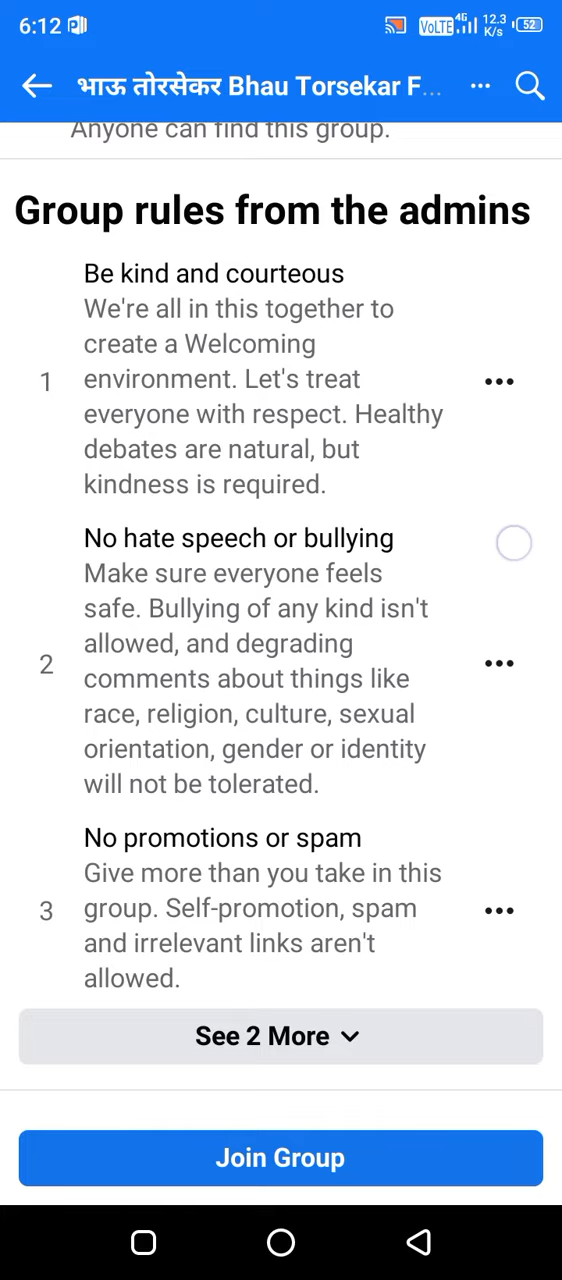 6:12 VoLTE 4G 12.3 K/s 52
भाऊ तोरसेकर Bhau Torsekar F...
Anyone can find this group.
Group rules from the admins
Be kind and courteous
We're all in this together to
create a Welcoming
1 environment. Let's treat
everyone with respect. Healthy
debates are natural, but
kindness is required.
No hate speech or bullying
Make sure everyone feels
safe. Bullying of any kind isn't
allowed, and degrading
2 comments about things like
race, religion, culture, sexual
orientation, gender or identity
will not be tolerated.
No promotions or spam
Give more than you take in this
3 group. Self-promotion, spam
and irrelevant links aren't
allowed.
See 2 More
Join Group